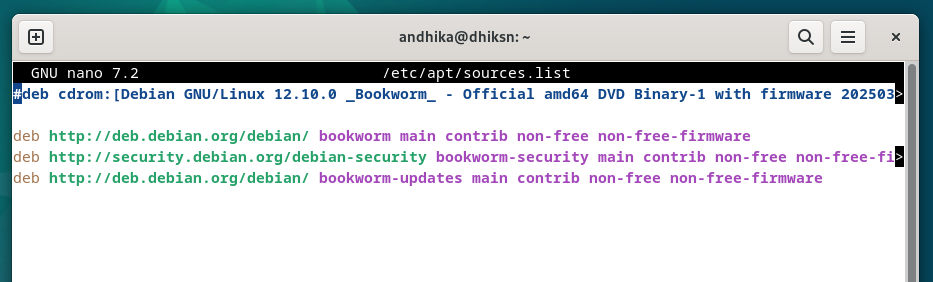 andhika@dhiksn: ~
GNU nano 7.2 /etc/apt/sources.list
#deb cdrom:[Debian GNU/Linux 12.10.0 _Bookworm_ - Official amd64 DVD Binary-1 with firmware 202503>
deb http://deb.debian.org/debian/ bookworm main contrib non-free non-free-firmware
deb http://security.debian.org/debian-security bookworm-security main contrib non-free non-free-fi>
deb http://deb.debian.org/debian/ bookworm-updates main contrib non-free non-free-firmware